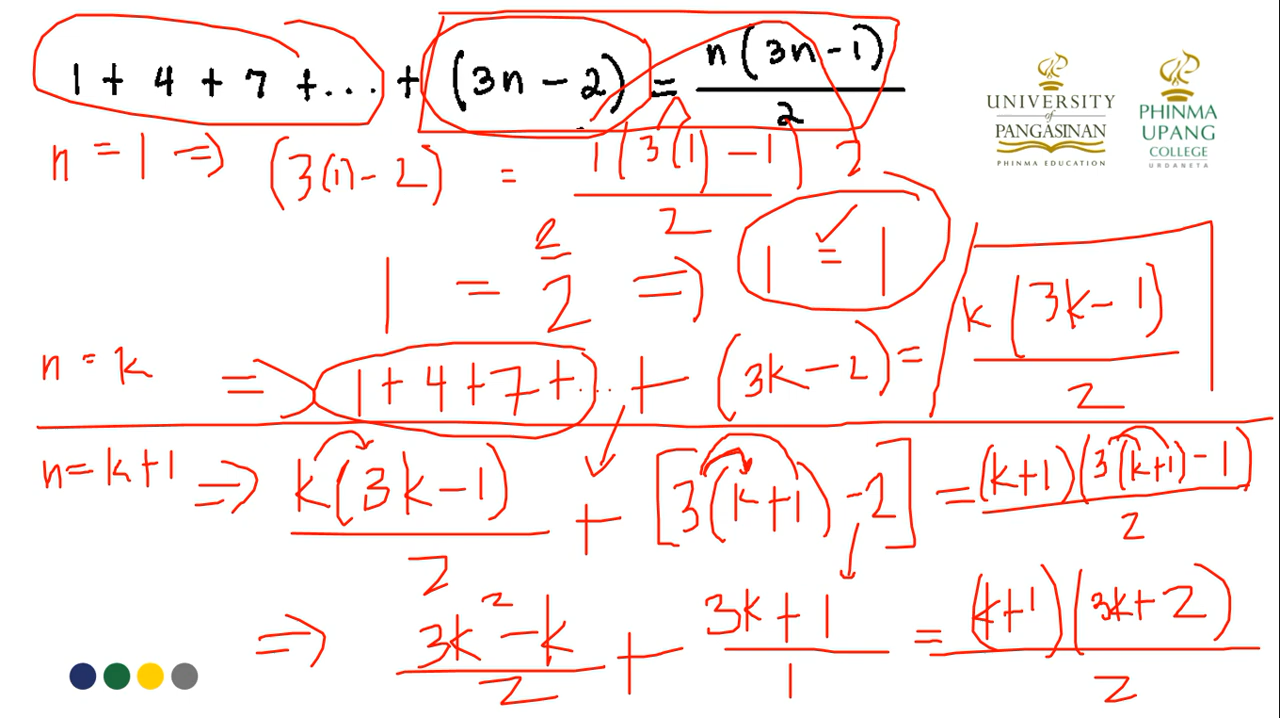 1 + 4 + 7 + ... + (3n - 2) = n(3n - 1) / 2
UNIVERSITY
of
PANGASINAN
PHINMA EDUCATION
PHINMA
UPANG
COLLEGE
URDANETA
n = 1 => (3(1) - 2) = 1(3(1) - 1) / 2
2
1 = 2/2 => 1 = 1 ✓
n = k => 1 + 4 + 7 + ... + (3k - 2) = k(3k - 1) / 2
n = k + 1 => k(3k - 1) / 2 + [3(k + 1) - 2] = (k + 1)(3(k + 1) - 1) / 2
=> 3k² - k / 2 + 3k + 1 / 1 = (k + 1)(3k + 2) / 2